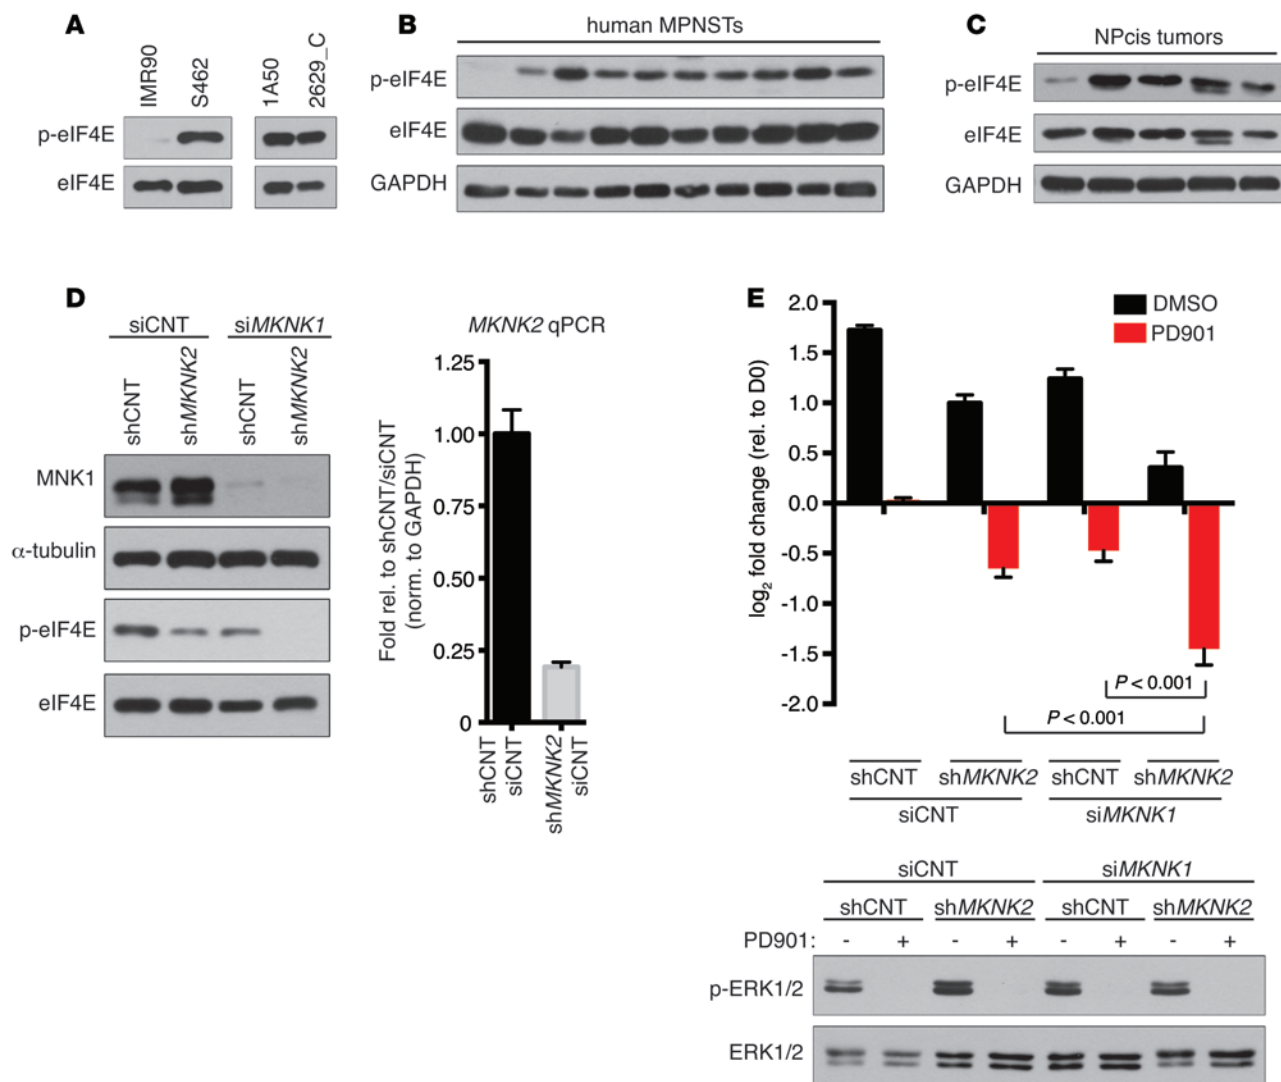 A
IMR90
S462
1A50
2629_C
p-eIF4E
eIF4E
B
human MPNSTs
p-eIF4E
eIF4E
GAPDH
C
NPcis tumors
p-eIF4E
eIF4E
GAPDH
D
siCNT
siMKNK1
shCNT
shMKNK2
shCNT
shMKNK2
MNK1
α-tubulin
p-eIF4E
eIF4E
MKNK2 qPCR
Fold rel. to shCNT/siCNT
(norm. to GAPDH)
1.25
1.00
0.75
0.50
0.25
0
shCNT
siCNT
shMKNK2
siCNT
E
DMSO
PD901
log2 fold change (rel. to D0)
2.0
1.5
1.0
0.5
0.0
-0.5
-1.0
-1.5
-2.0
P < 0.001
P < 0.001
shCNT shMKNK2 shCNT shMKNK2
siCNT siMKNK1
siCNT siMKNK1
shCNT shMKNK2 shCNT shMKNK2
PD901: - + - + - + - +
p-ERK1/2
ERK1/2